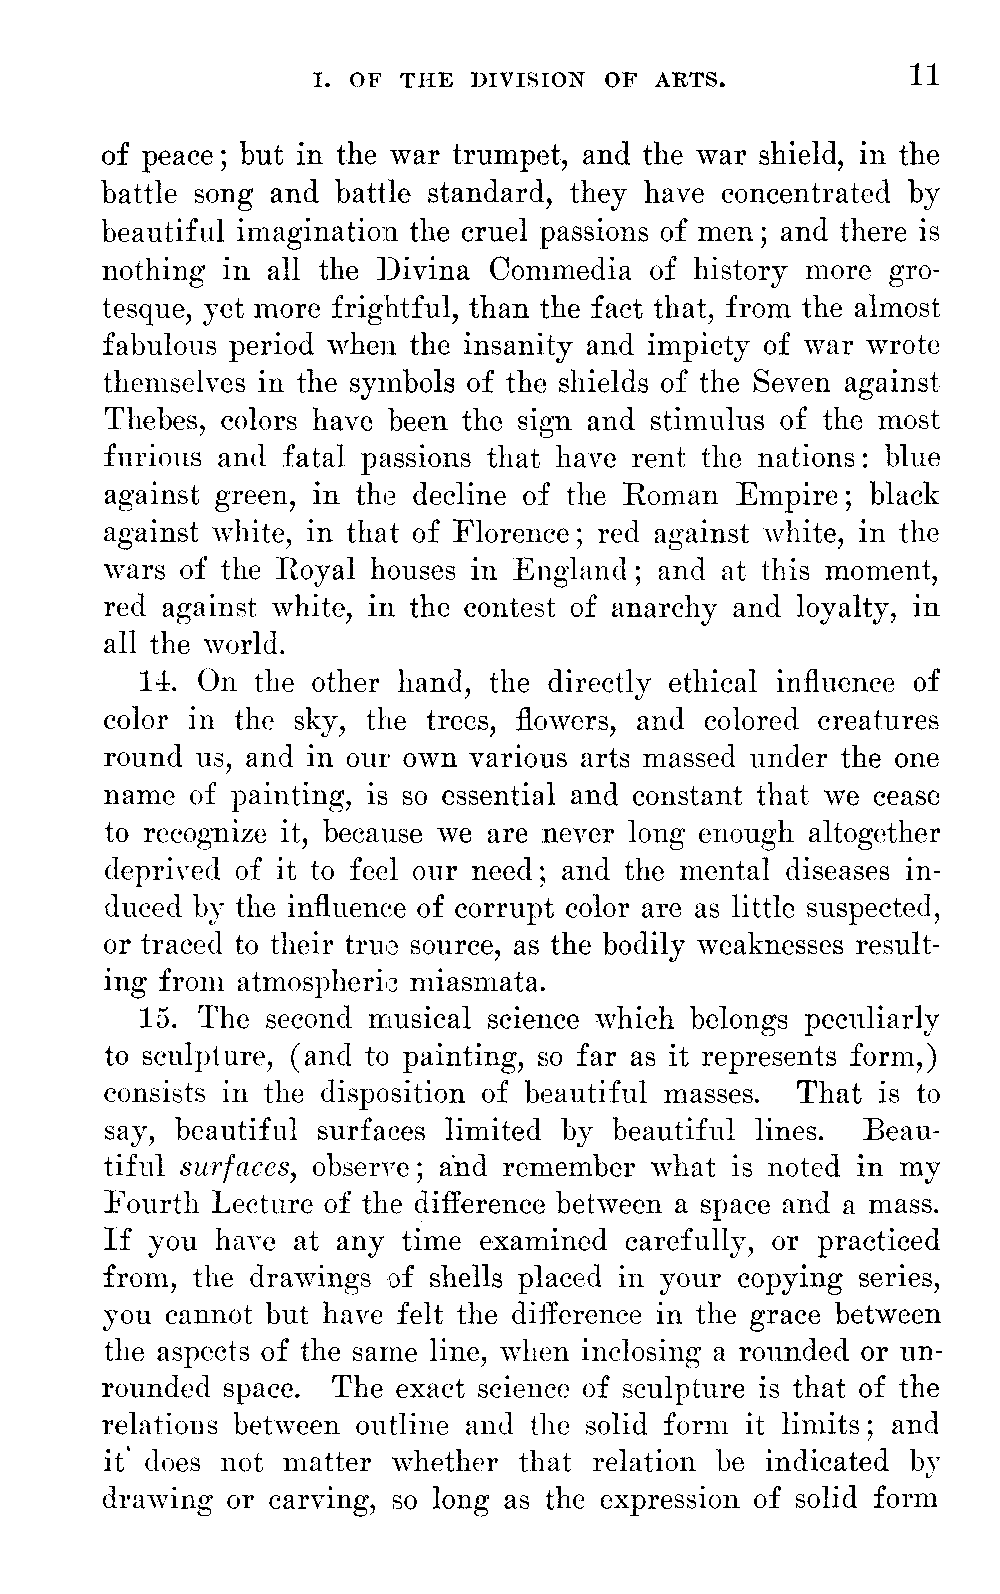 I. OF THE DIVISION OF ARTS. 11
of peace; but in the war trumpet, and the war shield, in the
battle song and battle standard, they have concentrated by
beautiful imagination the cruel passions of men; and there is
nothing in all the Divina Commedia of history more gro-
tesque, yet more frightful, than the fact that, from the almost
fabulous period when the insanity and impiety of war wrote
themselves in the symbols of the shields of the Seven against
Thebes, colors have been the sign and stimulus of the most
furious and fatal passions that have rent the nations: blue
against green, in the decline of the Roman Empire; black
against white, in that of Florence; red against white, in the
wars of the Royal houses in England; and at this moment,
red against white, in the contest of anarchy and loyalty, in
all the world.
14. On the other hand, the directly ethical influence of
color in the sky, the trees, flowers, and colored creatures
round us, and in our own various arts massed under the one
name of painting, is so essential and constant that we cease
to recognize it, because we are never long enough altogether
deprived of it to feel our need; and the mental diseases in-
duced by the influence of corrupt color are as little suspected,
or traced to their true source, as the bodily weaknesses result-
ing from atmospheric miasmata.
15. The second musical science which belongs peculiarly
to sculpture, (and to painting, so far as it represents form,)
consists in the disposition of beautiful masses. That is to
say, beautiful surfaces limited by beautiful lines. Beau-
tiful surfaces, observe; and remember what is noted in my
Fourth Lecture of the difference between a space and a mass.
If you have at any time examined carefully, or practiced
from, the drawings of shells placed in your copying series,
you cannot but have felt the difference in the grace between
the aspects of the same line, when inclosing a rounded or un-
rounded space. The exact science of sculpture is that of the
relations between outline and the solid form it limits; and
it does not matter whether that relation be indicated by
drawing or carving, so long as the expression of solid form